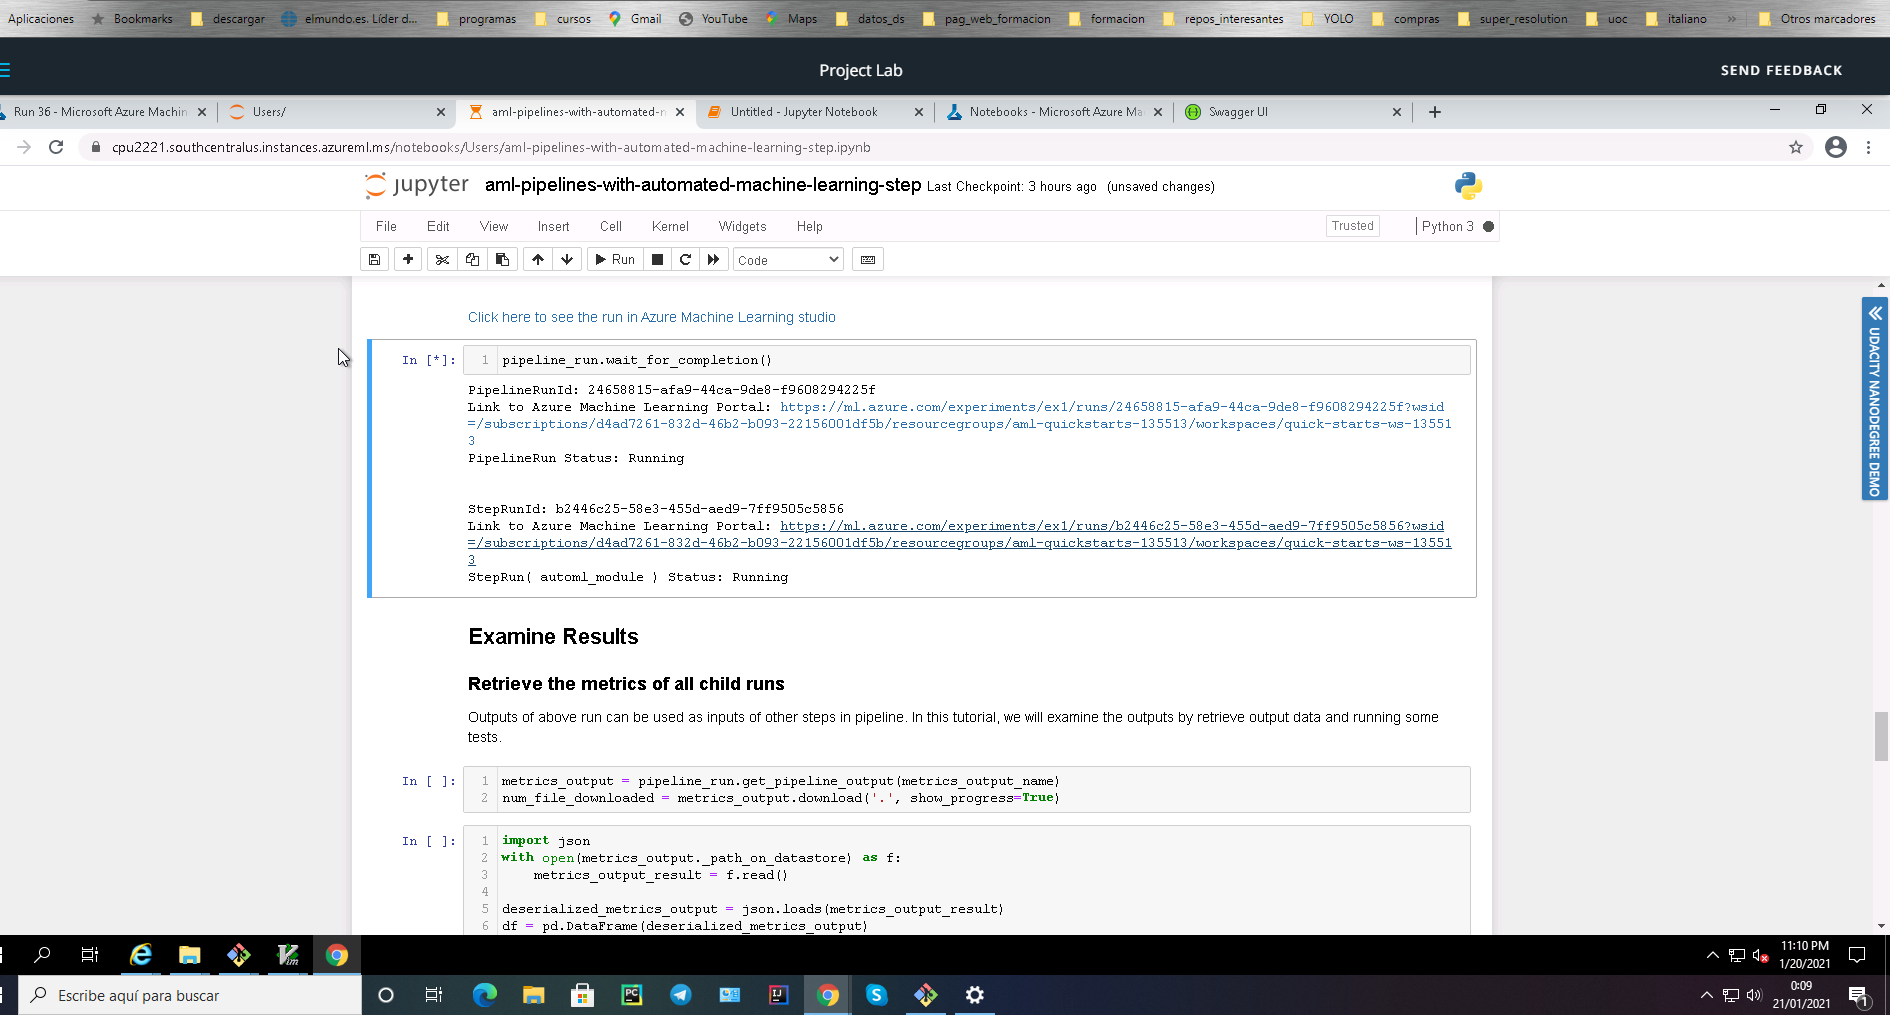 Aplicaciones Bookmarks descargar elmundo.es. Líder d... programas cursos Gmail YouTube Maps datos_ds pag_web_formacion formacion repos_interesantes YOLO compras super_resolution uoc italiano » Otros marcadores
Project Lab SEND FEEDBACK
Run 36 - Microsoft Azure Machin Users/ aml-pipelines-with-automated-m Untitled - Jupyter Notebook Notebooks - Microsoft Azure Ma Swagger UI
cpu2221.southcentralus.instances.azureml.ms/notebooks/Users/aml-pipelines-with-automated-machine-learning-step.ipynb
jupyter aml-pipelines-with-automated-machine-learning-step Last Checkpoint: 3 hours ago (unsaved changes)
File Edit View Insert Cell Kernel Widgets Help Trusted Python 3
Run Code
Click here to see the run in Azure Machine Learning studio
In [*]: 1 pipeline_run.wait_for_completion()
PipelineRunId: 24658815-afa9-44ca-9de8-f9608294225f
Link to Azure Machine Learning Portal: https://ml.azure.com/experiments/ex1/runs/24658815-afa9-44ca-9de8-f9608294225f?wsid
=/subscriptions/d4ad7261-832d-46b2-b093-22156001df5b/resourcegroups/aml-quickstarts-135513/workspaces/quick-starts-ws-13551
3
PipelineRun Status: Running
StepRunId: b2446c25-58e3-455d-aed9-7ff9505c5856
Link to Azure Machine Learning Portal: https://ml.azure.com/experiments/ex1/runs/b2446c25-58e3-455d-aed9-7ff9505c5856?wsid
=/subscriptions/d4ad7261-832d-46b2-b093-22156001df5b/resourcegroups/aml-quickstarts-135513/workspaces/quick-starts-ws-13551
3
StepRun( automl_module ) Status: Running
Examine Results
Retrieve the metrics of all child runs
Outputs of above run can be used as inputs of other steps in pipeline. In this tutorial, we will examine the outputs by retrieve output data and running some
tests.
In [ ]: 1 metrics_output = pipeline_run.get_pipeline_output(metrics_output_name)
2 num_file_downloaded = metrics_output.download('.', show_progress=True)
In [ ]: 1 import json
2 with open(metrics_output._path_on_datastore) as f:
3 metrics_output_result = f.read()
4
5 deserialized_metrics_output = json.loads(metrics_output_result)
6 df = pd.DataFrame(deserialized_metrics_output)
UDACITY NANODEGREE DEMO
11:10 PM
1/20/2021
Escribe aquí para buscar
0:09
21/01/2021
1